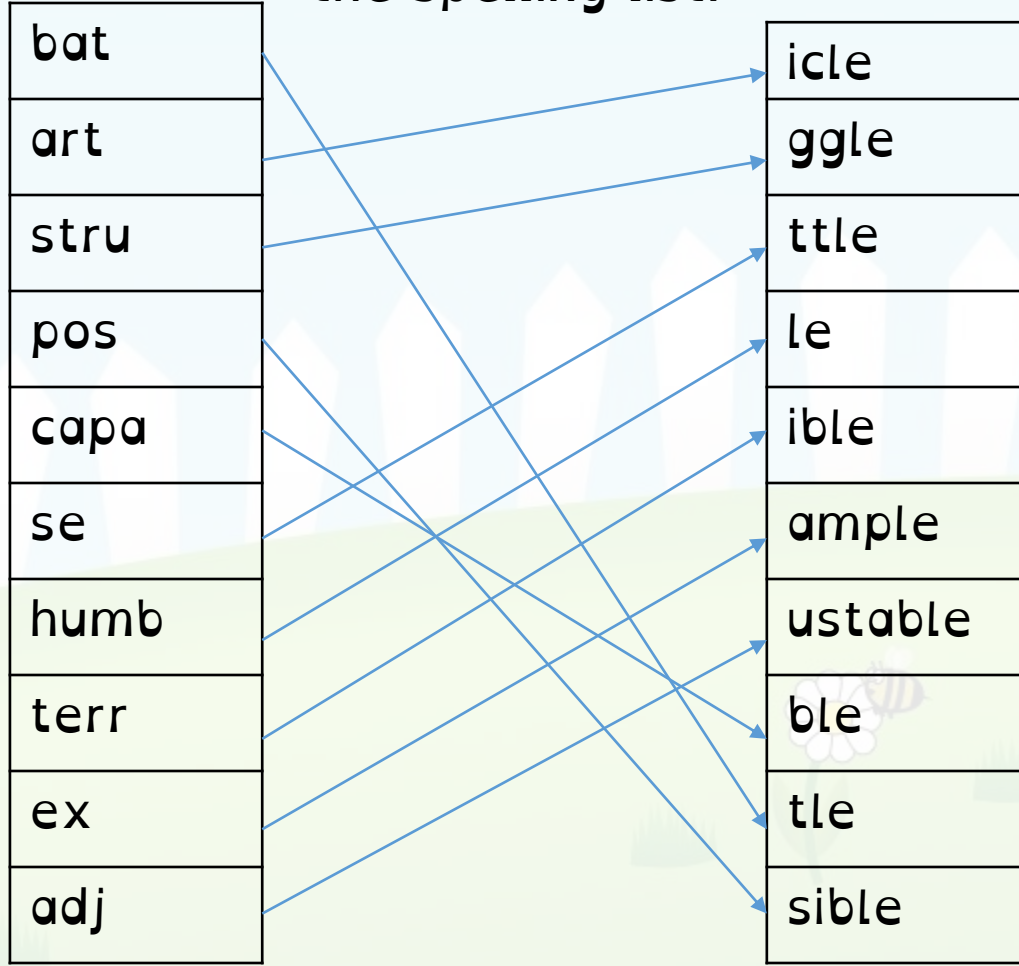 the spelling list.
bat
art
stru
pos
capa
se
humb
terr
ex
adj
icle
ggle
ttle
le
ible
ample
ustable
ble
tle
sible